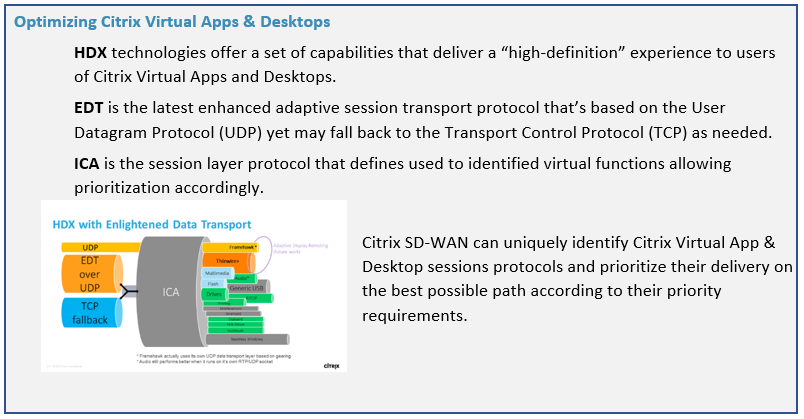 Optimizing Citrix Virtual Apps & Desktops
HDX technologies offer a set of capabilities that deliver a “high-definition” experience to users
of Citrix Virtual Apps and Desktops.
EDT is the latest enhanced adaptive session transport protocol that’s based on the User
Datagram Protocol (UDP) yet may fall back to the Transport Control Protocol (TCP) as needed.
ICA is the session layer protocol that defines used to identified virtual functions allowing
prioritization accordingly.
HDX with Enlightened Data Transport
UDP
EDT
over
UDP
TCP
fallback
ICA
Framehawk *
Adaptive Display Remoting
(future work)
Thinwire+
Multimedia
Flash
Audio*
Drives
Generic USB
* Framehawk actually uses its own UDP data transport layer based on gearing
* Audio still performs better when it runs on it's own RTP/UDP socket
CITRIX
Citrix SD-WAN can uniquely identify Citrix Virtual App &
Desktop sessions protocols and prioritize their delivery on
the best possible path according to their priority
requirements.